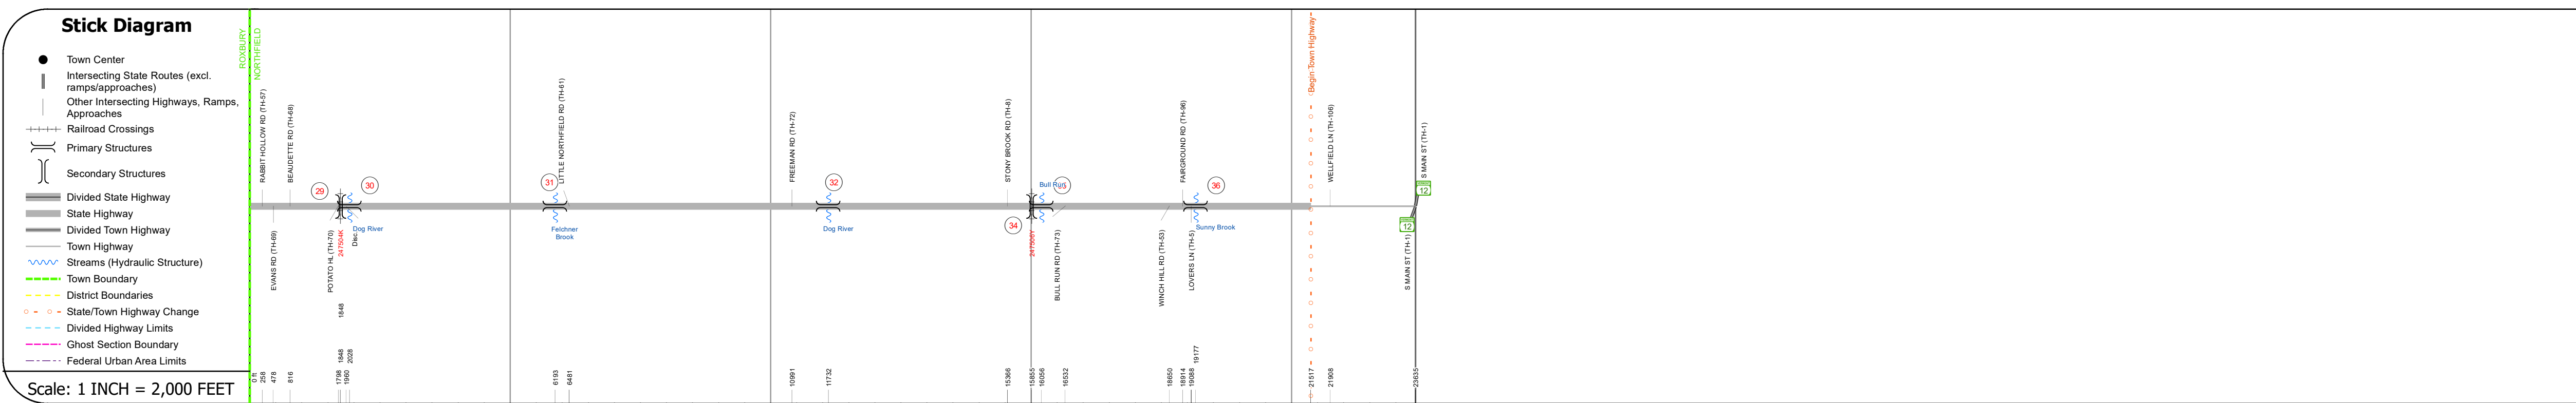 Stick Diagram
Town Center
Intersecting State Routes (excl.
ramps/approaches)
Other Intersecting Highways, Ramps,
Approaches
Railroad Crossings
Primary Structures
Secondary Structures
Divided State Highway
State Highway
Divided Town Highway
Town Highway
Streams (Hydraulic Structure)
Town Boundary
District Boundaries
State/Town Highway Change
Divided Highway Limits
Ghost Section Boundary
Federal Urban Area Limits
Scale: 1 INCH = 2,000 FEET
ROXBURY
NORTHFIELD
RABBIT HOLLOW RD (TH-57)
BEAUDETTE RD (TH-68)
LITTLE NORTHFIELD RD (TH-61)
FREEMAN RD (TH-72)
STONY BROOK RD (TH-8)
FAIRGROUND RD (TH-96)
Begin-Town Highway
WELLFIELD LN (TH-106)
S MAIN ST (TH-1)
29
30
31
32
Bull Run
36
12
34
12
EVANS RD (TH-69)
POTATO HL (TH-70)
247504K
Disc.
Dog River
Felchner
Brook
Dog River
247506Y
BULL RUN RD (TH-73)
WINCH HILL RD (TH-53)
LOVERS LN (TH-5)
Sunny Brook
S MAIN ST (TH-1)
1848
0 ft
258
478
816
1798
1848
1960
2028
6193
6481
10991
11732
15366
15855
16056
16532
18650
18914
19088
19177
21517
21908
23635